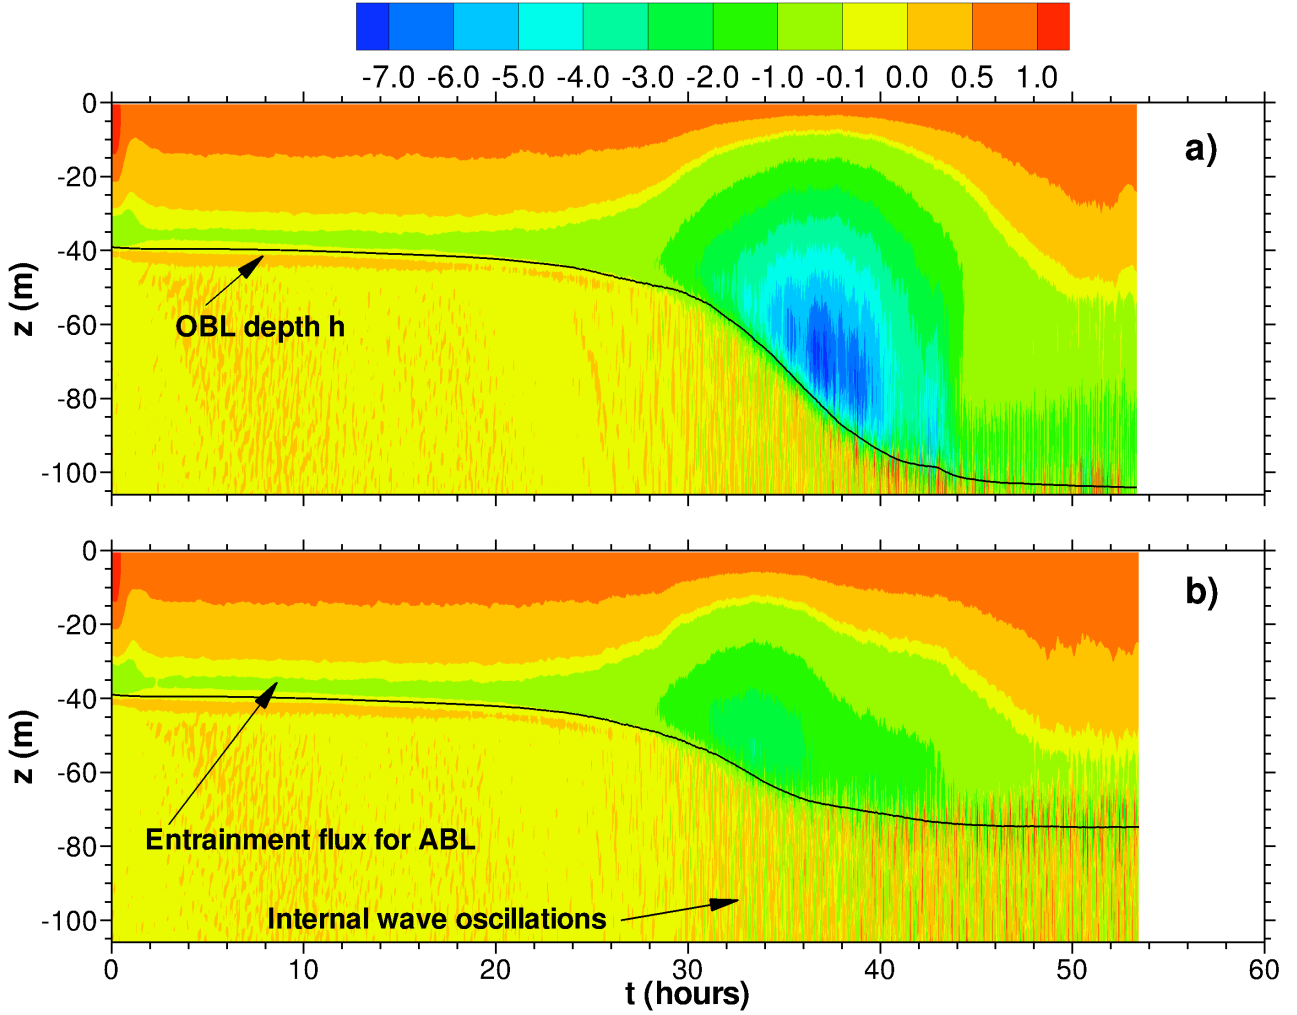 -7.0 -6.0 -5.0 -4.0 -3.0 -2.0 -1.0 -0.1 0.0 0.5 1.0
a)
0
-20
-40
-60
-80
-100
z (m)
OBL depth h
b)
0
-20
-40
-60
-80
-100
z (m)
Entrainment flux for ABL
Internal wave oscillations
0 10 20 30 40 50 60
t (hours)